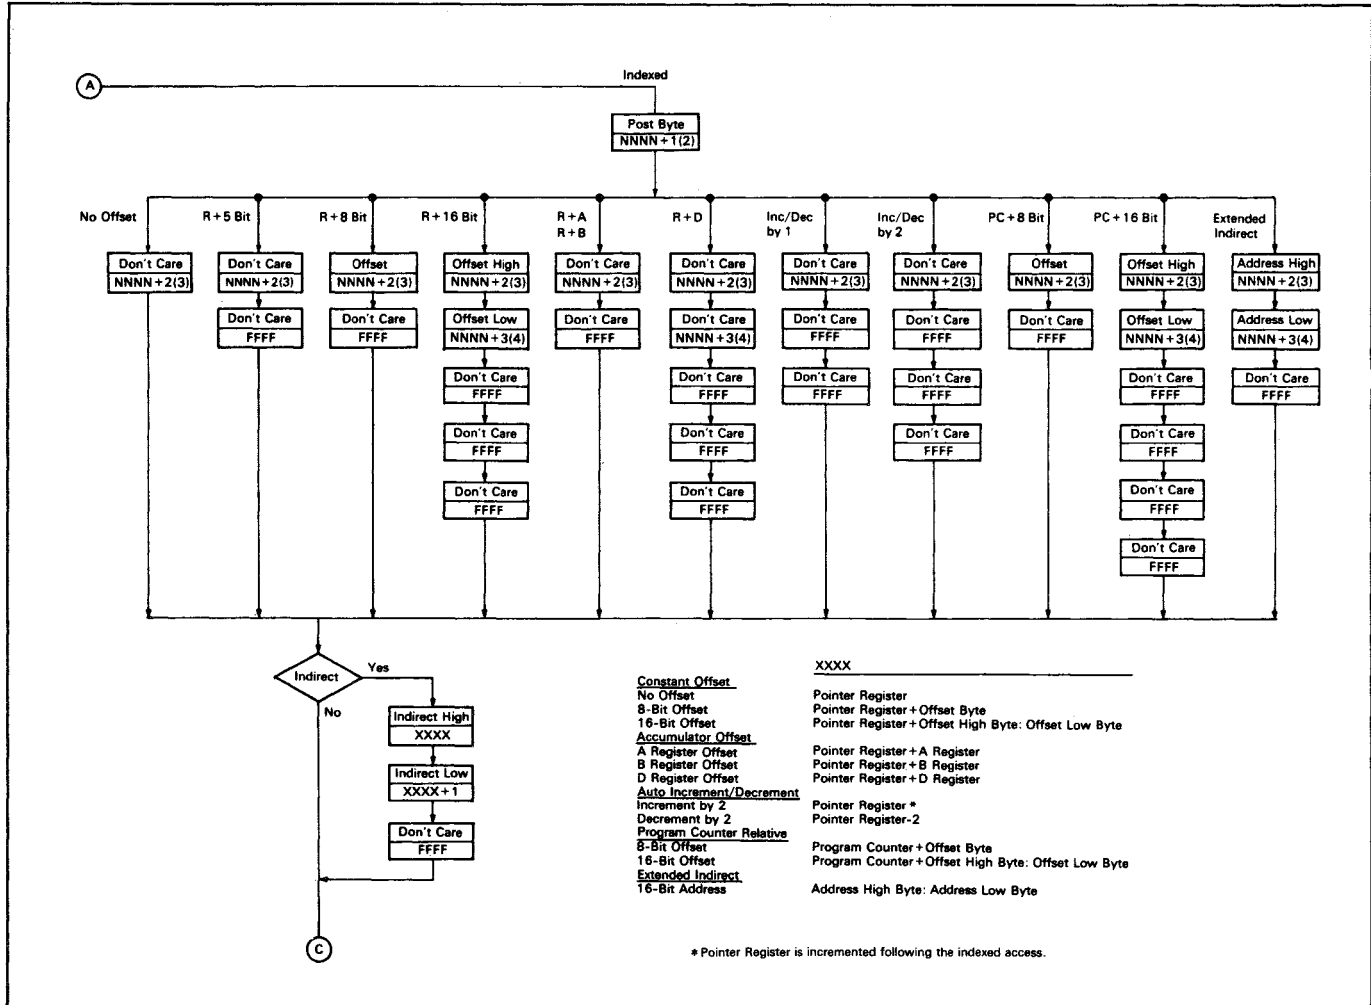 A
Indexed
Post Byte
NNNN+1(2)
No Offset
R+5 Bit
R+8 Bit
R+16 Bit
R+A
R+B
R+D
Inc/Dec
by 1
Inc/Dec
by 2
PC+8 Bit
PC+16 Bit
Extended
Indirect
Don't Care
NNNN+2(3)
Don't Care
NNNN+2(3)
Don't Care
FFFF
Offset
NNNN+2(3)
Don't Care
FFFF
Offset High
NNNN+2(3)
Offset Low
NNNN+3(4)
Don't Care
FFFF
Don't Care
FFFF
Don't Care
FFFF
Don't Care
NNNN+2(3)
Don't Care
FFFF
Don't Care
NNNN+2(3)
Don't Care
NNNN+3(4)
Don't Care
FFFF
Don't Care
FFFF
Don't Care
FFFF
Don't Care
NNNN+2(3)
Don't Care
FFFF
Don't Care
FFFF
Don't Care
NNNN+2(3)
Don't Care
FFFF
Don't Care
FFFF
Don't Care
FFFF
Offset
NNNN+2(3)
Don't Care
FFFF
Offset High
NNNN+2(3)
Offset Low
NNNN+3(4)
Don't Care
FFFF
Don't Care
FFFF
Don't Care
FFFF
Don't Care
FFFF
Address High
NNNN+2(3)
Address Low
NNNN+3(4)
Don't Care
FFFF
Indirect
Yes
No
Indirect High
XXXX
Indirect Low
XXXX+1
Don't Care
FFFF
C
XXXX
Constant Offset
No Offset Pointer Register
8-Bit Offset Pointer Register+Offset Byte
16-Bit Offset Pointer Register+Offset High Byte: Offset Low Byte
Accumulator Offset
A Register Offset Pointer Register+A Register
B Register Offset Pointer Register+B Register
D Register Offset Pointer Register+D Register
Auto Increment/Decrement
Increment by 2 Pointer Register *
Decrement by 2 Pointer Register-2
Program Counter Relative
8-Bit Offset Program Counter+Offset Byte
16-Bit Offset Program Counter+Offset High Byte: Offset Low Byte
Extended Indirect
16-Bit Address Address High Byte: Address Low Byte
* Pointer Register is incremented following the indexed access.